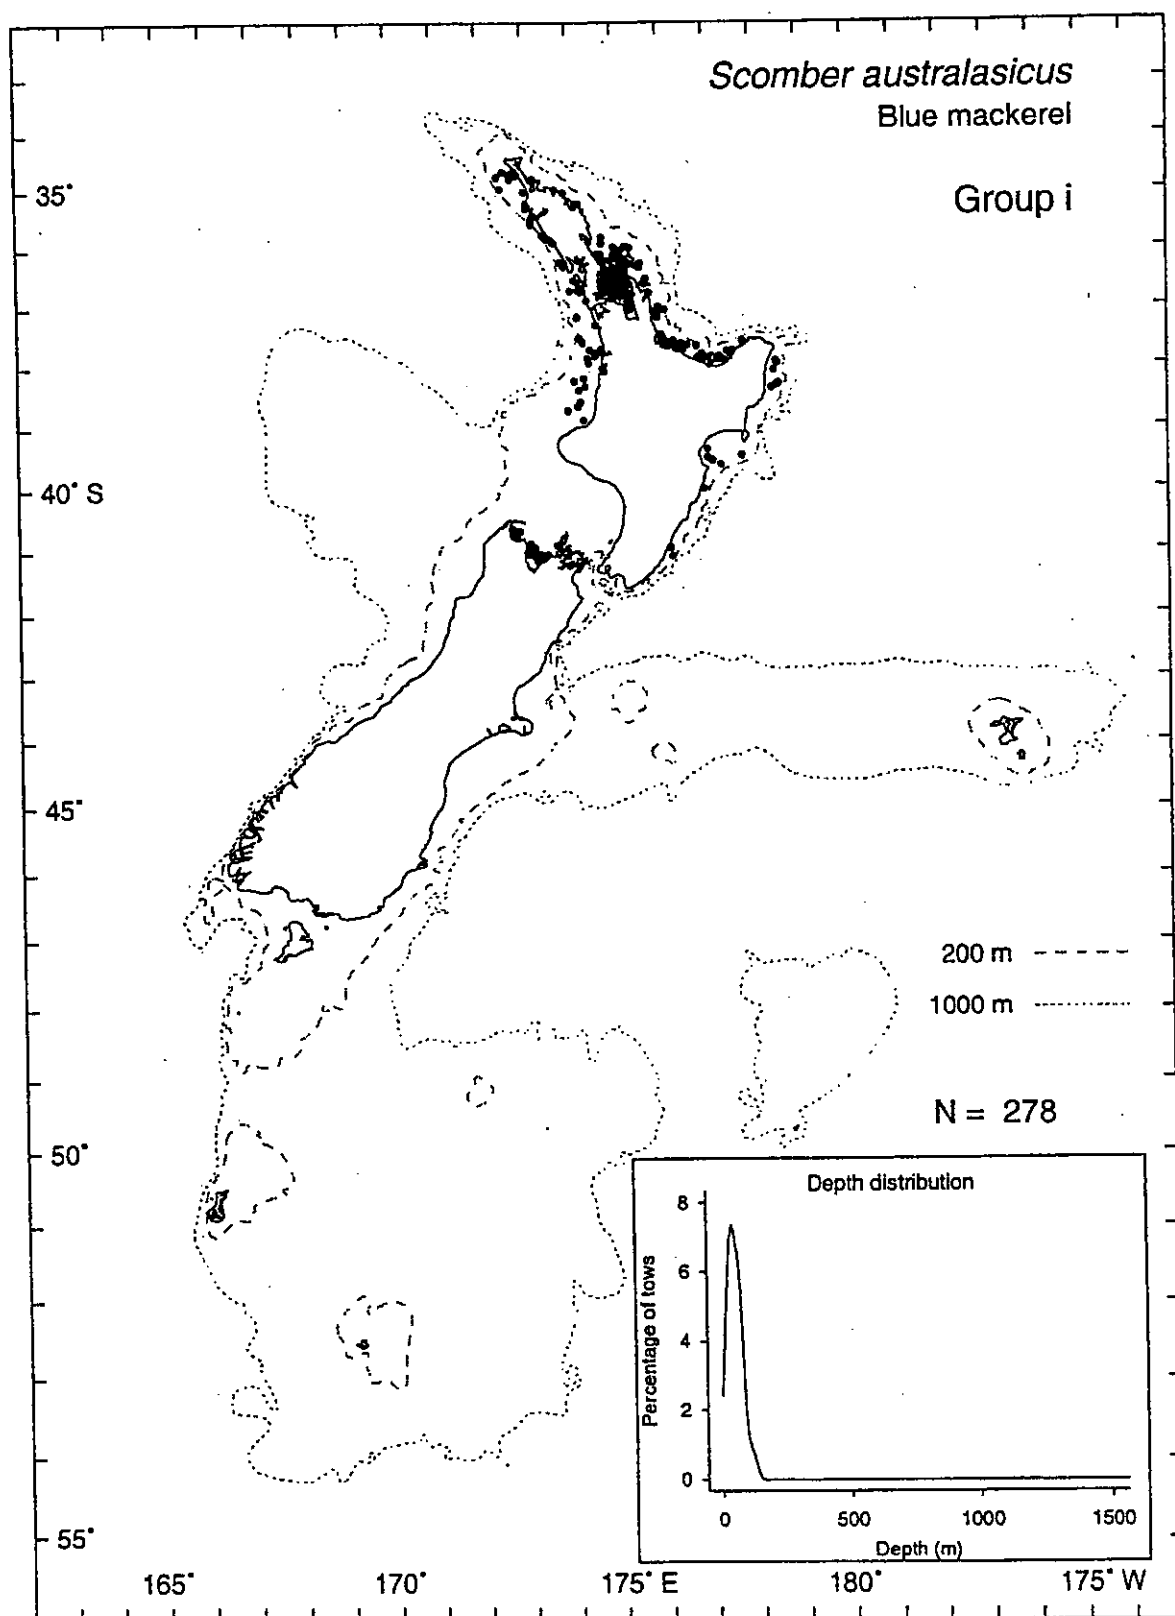 Scomber australasicus
Blue mackerel
Group i
35°
40° S
45°
50°
55°
200 m
1000 m
N = 278
Depth distribution
Percentage of tows
8
6
4
2
0
0 500 1000 1500
Depth (m)
165° 170° 175° E 180° 175° W